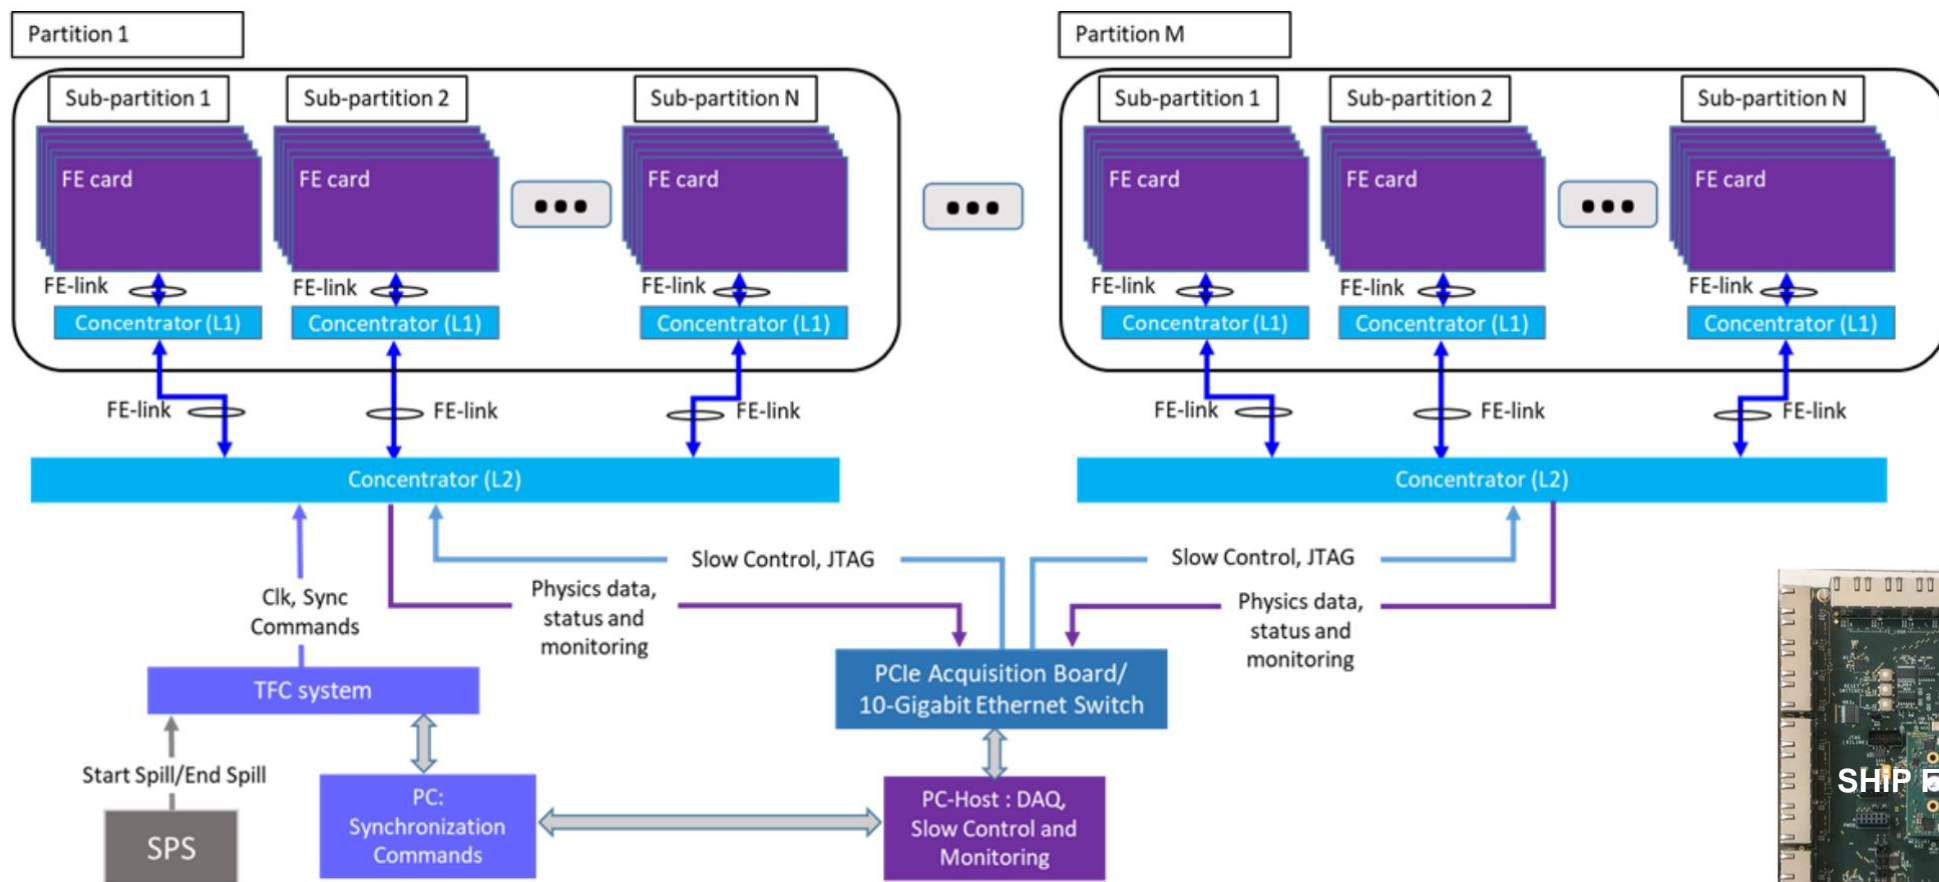 Partition 1
Partition M
Sub-partition 1
Sub-partition 2
Sub-partition N
Sub-partition 1
Sub-partition 2
Sub-partition N
FE card
FE card
FE card
FE card
FE card
FE card
FE-link
FE-link
FE-link
FE-link
FE-link
FE-link
Concentrator (L1)
Concentrator (L1)
Concentrator (L1)
Concentrator (L1)
Concentrator (L1)
Concentrator (L1)
FE-link
FE-link
FE-link
FE-link
FE-link
FE-link
Concentrator (L2)
Concentrator (L2)
Slow Control, JTAG
Slow Control, JTAG
Clk, Sync
Commands
Physics data,
status and
monitoring
Physics data,
status and
monitoring
TFC system
PCIe Acquisition Board/
10-Gigabit Ethernet Switch
Start Spill/End Spill
SPS
PC:
Synchronization
Commands
PC-Host : DAQ,
Slow Control and
Monitoring
SHiP